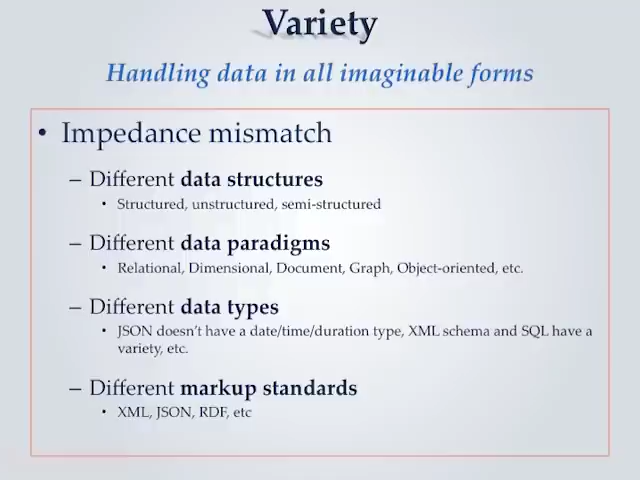 Variety
Handling data in all imaginable forms
• Impedance mismatch
– Different data structures
• Structured, unstructured, semi-structured
– Different data paradigms
• Relational, Dimensional, Document, Graph, Object-oriented, etc.
– Different data types
• JSON doesn't have a date/time/duration type, XML schema and SQL have a
variety, etc.
– Different markup standards
• XML, JSON, RDF, etc